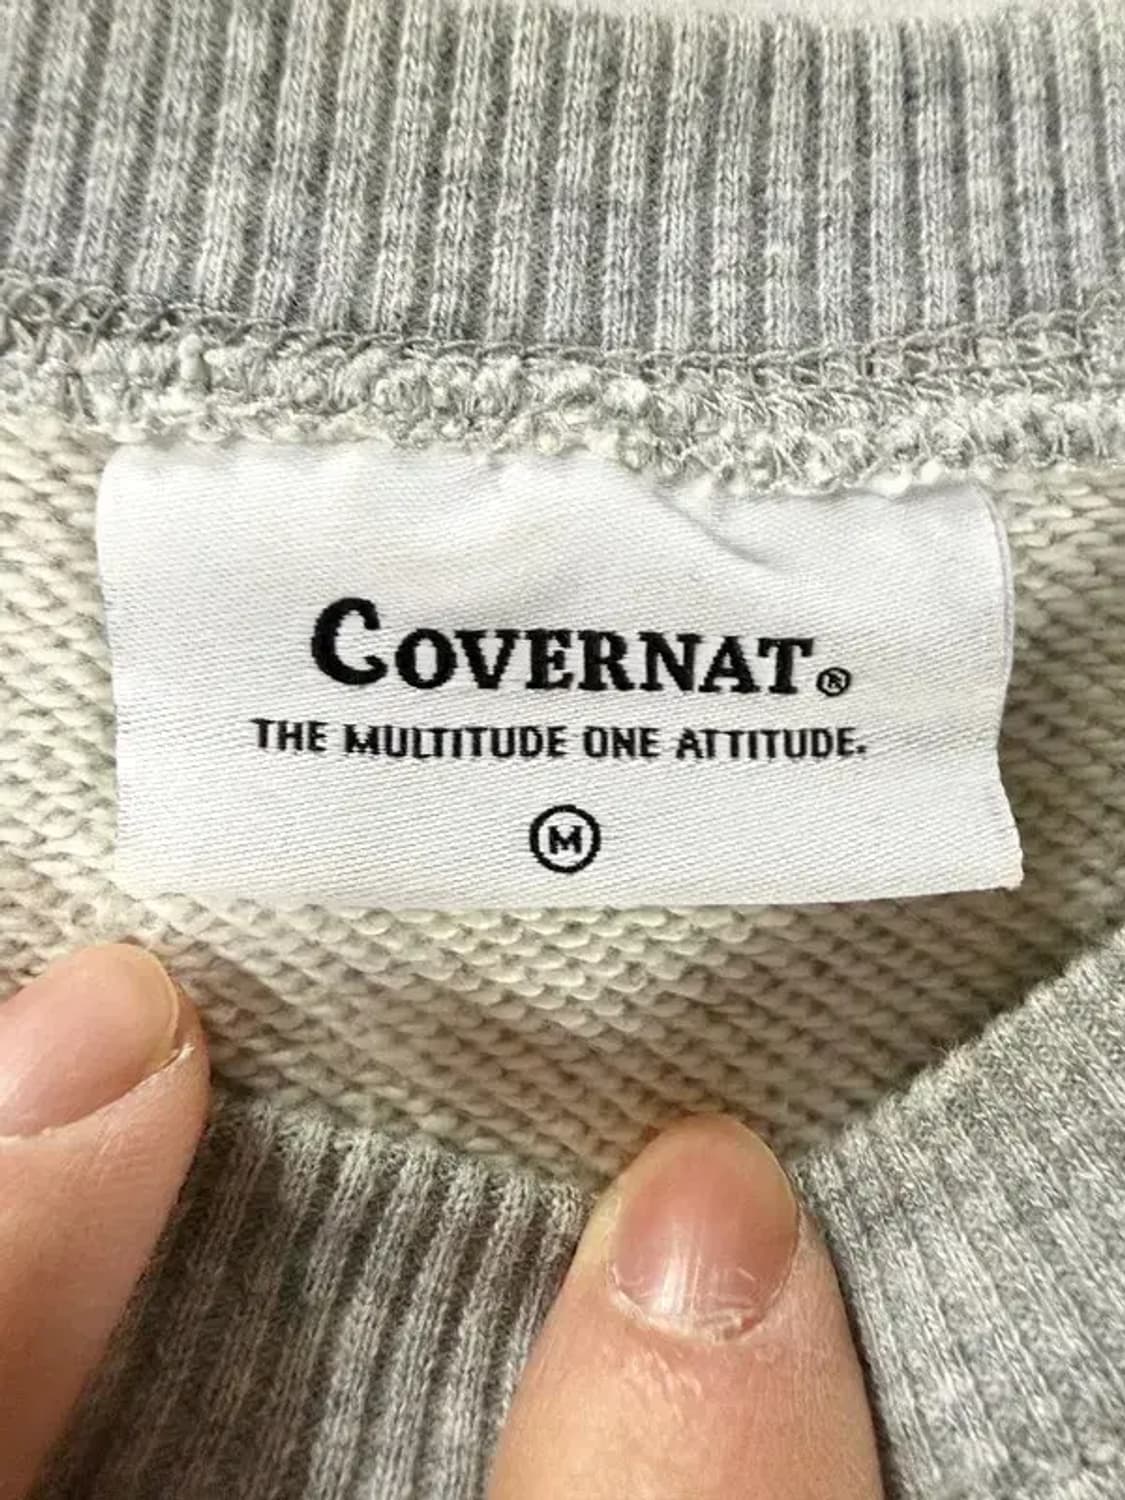 COVERNAT®
THE MULTITUDE ONE ATTITUDE.
M